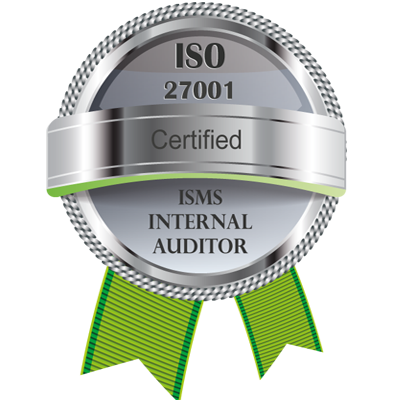 ISO
27001
Certified
ISMS
INTERNAL
AUDITOR